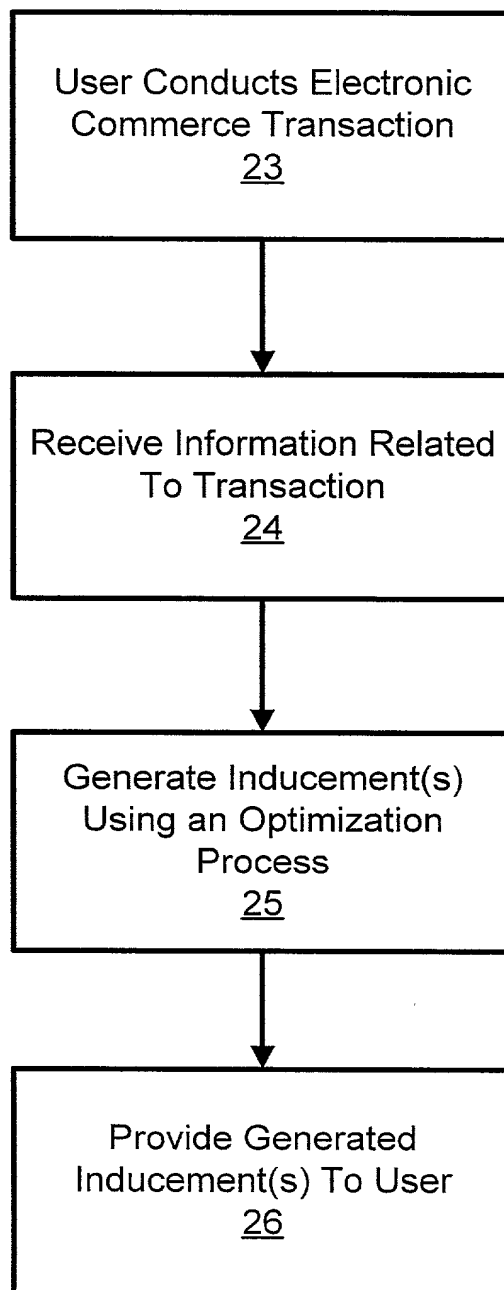 User Conducts Electronic
Commerce Transaction
23
Receive Information Related
To Transaction
24
Generate Inducement(s)
Using an Optimization
Process
25
Provide Generated
Inducement(s) To User
26